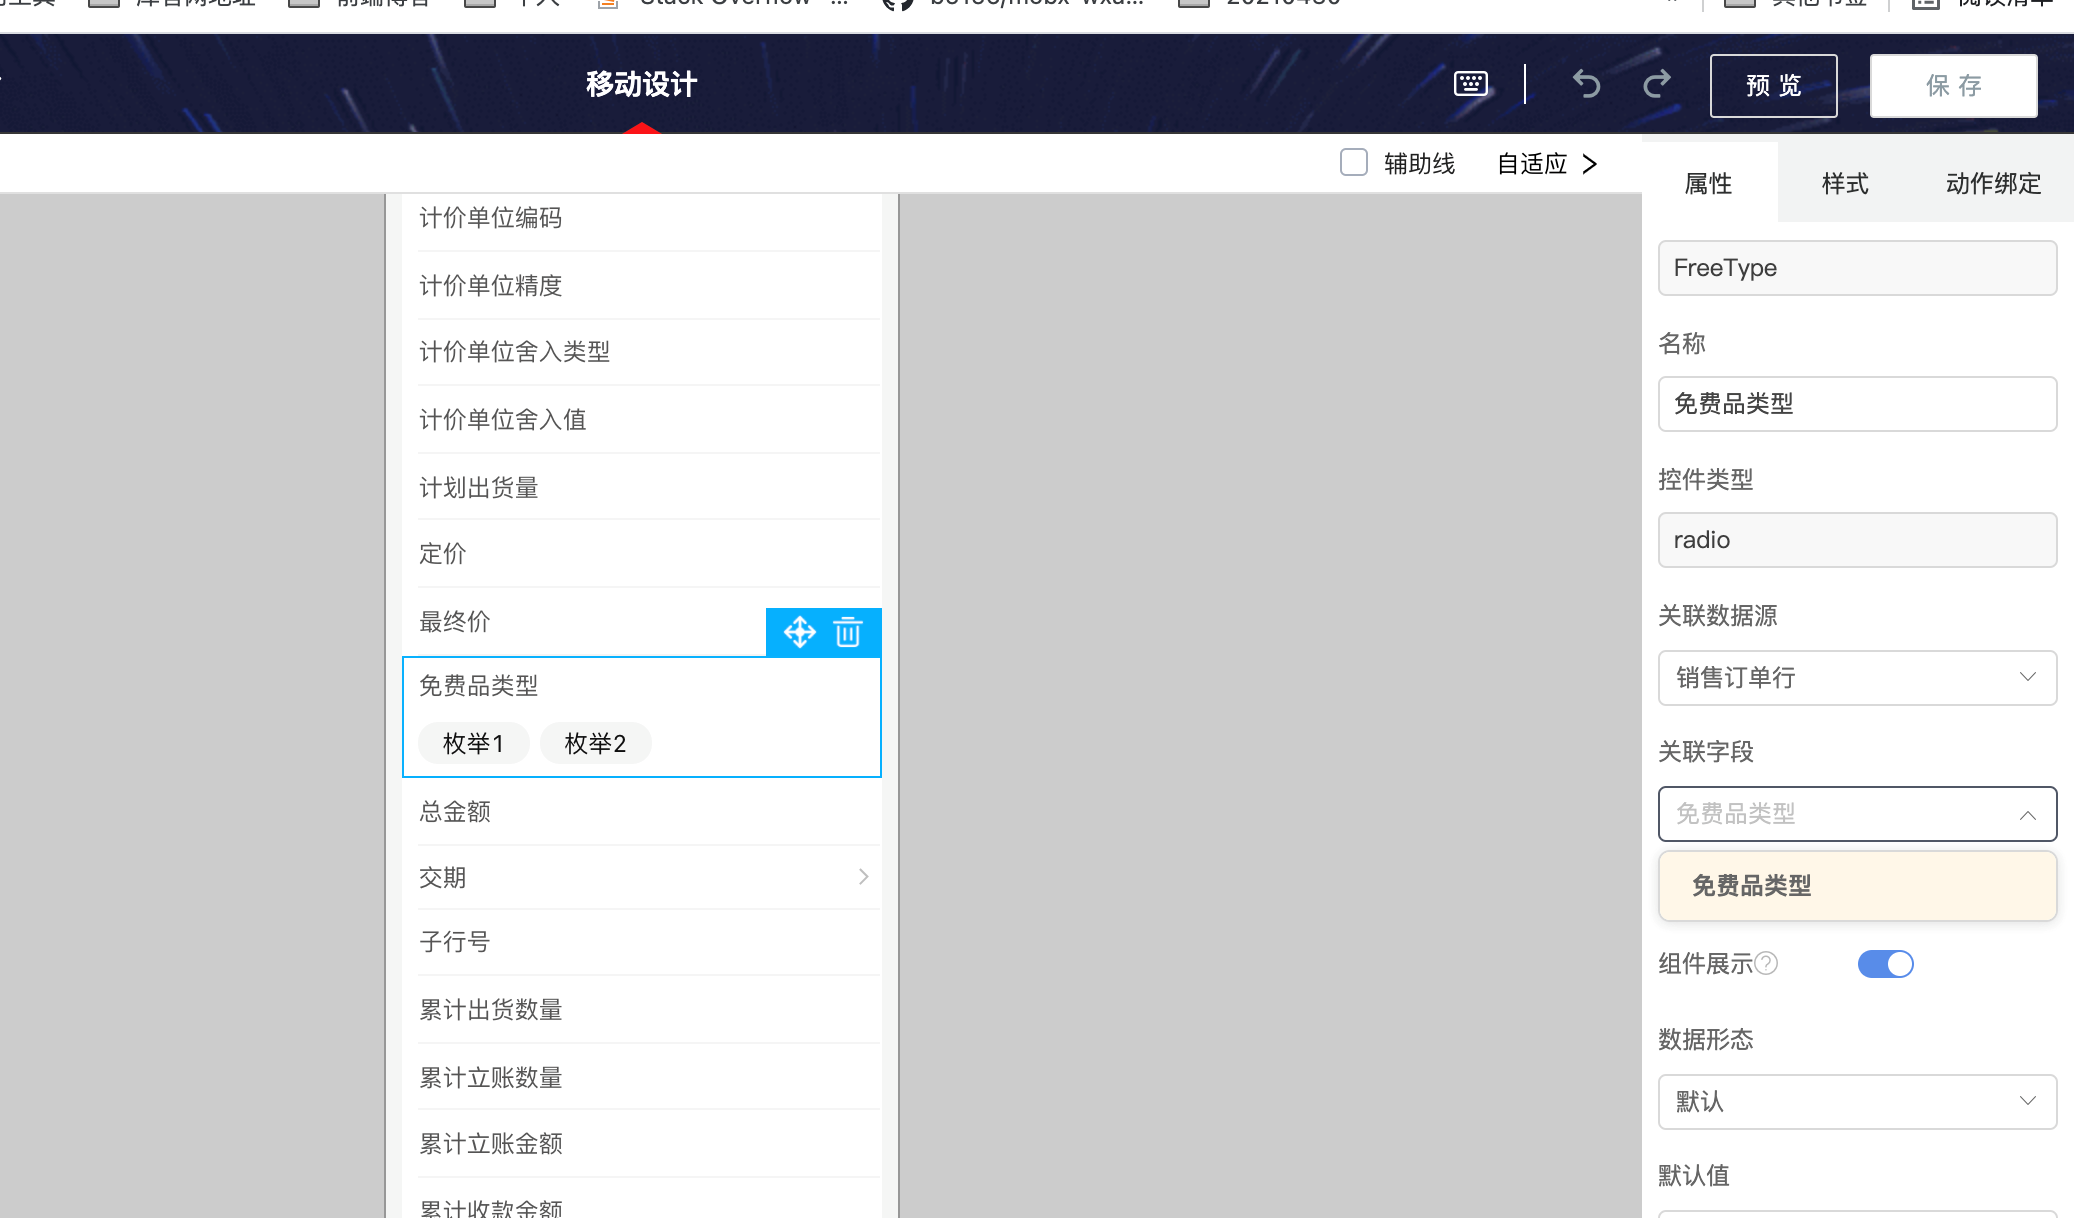 Stack Overflow - ...
20210430
移动设计
预 览
保 存
辅助线
自适应
计价单位编码
计价单位精度
计价单位舍入类型
计价单位舍入值
计划出货量
定价
最终价
免费品类型
枚举1
枚举2
总金额
交期
子行号
累计出货数量
累计立账数量
累计立账金额
累计收款金额
属性
样式
动作绑定
FreeType
名称
免费品类型
控件类型
radio
关联数据源
销售订单行
关联字段
免费品类型
免费品类型
组件展示
数据形态
默认
默认值